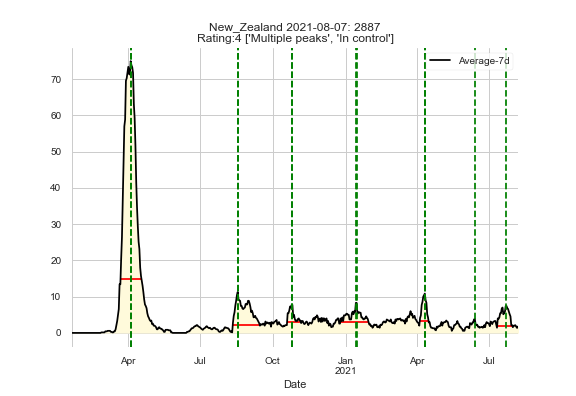 New_Zealand 2021-08-07: 2887
Rating:4 ['Multiple peaks', 'In control']
Average-7d
70
60
50
40
30
20
10
0
Apr Jul Oct Jan Apr Jul
2021
Date